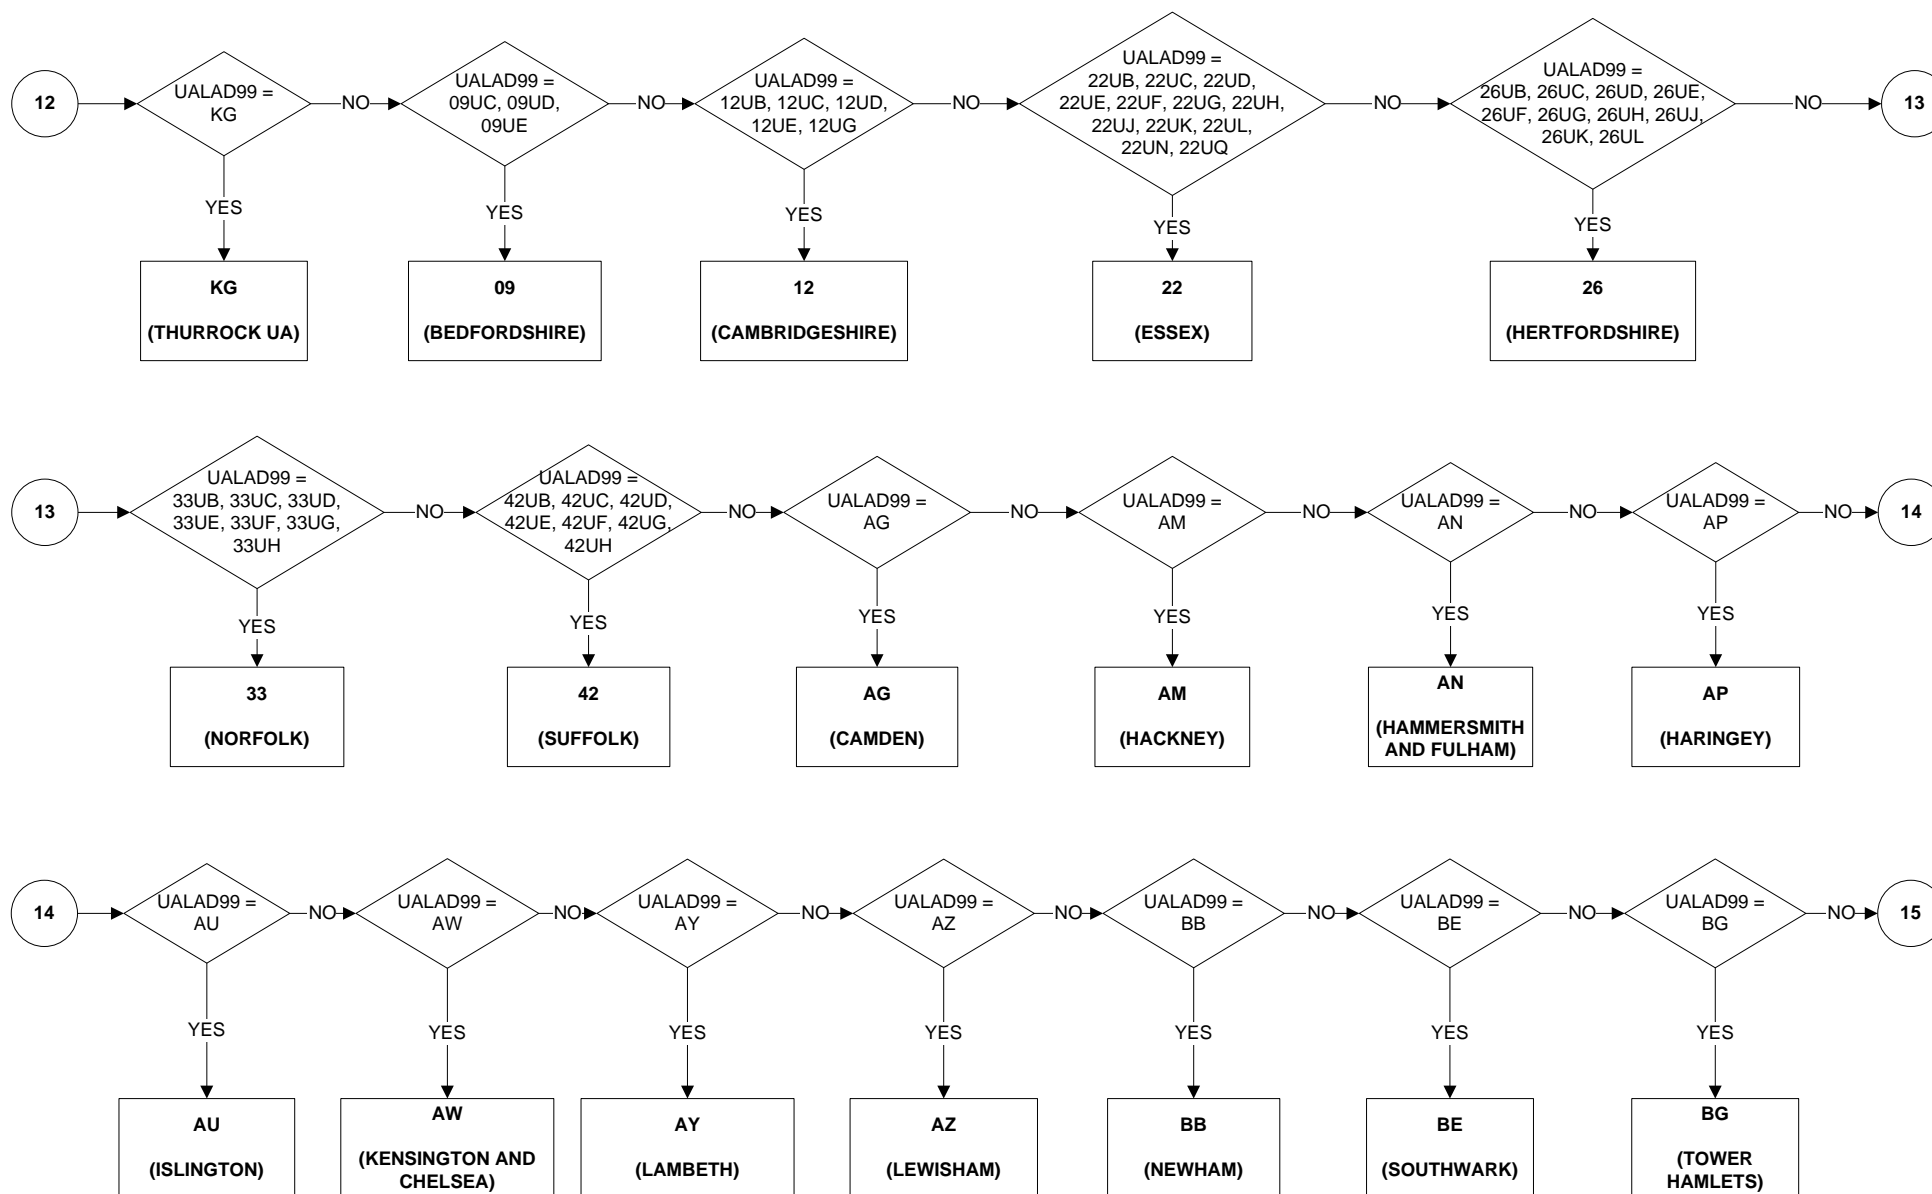 12
UALAD99 =
KG
NO
UALAD99 =
09UC, 09UD,
09UE
NO
UALAD99 =
12UB, 12UC, 12UD,
12UE, 12UG
NO
UALAD99 =
22UB, 22UC, 22UD,
22UE, 22UF, 22UG, 22UH,
22UJ, 22UK, 22UL,
22UN, 22UQ
NO
UALAD99 =
26UB, 26UC, 26UD, 26UE,
26UF, 26UG, 26UH, 26UJ,
26UK, 26UL
NO
13
YES
YES
YES
YES
YES
KG
(THURROCK UA)
09
(BEDFORDSHIRE)
12
(CAMBRIDGESHIRE)
22
(ESSEX)
26
(HERTFORDSHIRE)
13
UALAD99 =
33UB, 33UC, 33UD,
33UE, 33UF, 33UG,
33UH
NO
UALAD99 =
42UB, 42UC, 42UD,
42UE, 42UF, 42UG,
42UH
NO
UALAD99 =
AG
NO
UALAD99 =
AM
NO
UALAD99 =
AN
NO
UALAD99 =
AP
NO
14
YES
YES
YES
YES
YES
YES
33
(NORFOLK)
42
(SUFFOLK)
AG
(CAMDEN)
AM
(HACKNEY)
AN
(HAMMERSMITH
AND FULHAM)
AP
(HARINGEY)
14
UALAD99 =
AU
NO
UALAD99 =
AW
NO
UALAD99 =
AY
NO
UALAD99 =
AZ
NO
UALAD99 =
BB
NO
UALAD99 =
BE
NO
UALAD99 =
BG
NO
15
YES
YES
YES
YES
YES
YES
YES
AU
(ISLINGTON)
AW
(KENSINGTON AND
CHELSEA)
AY
(LAMBETH)
AZ
(LEWISHAM)
BB
(NEWHAM)
BE
(SOUTHWARK)
BG
(TOWER
HAMLETS)